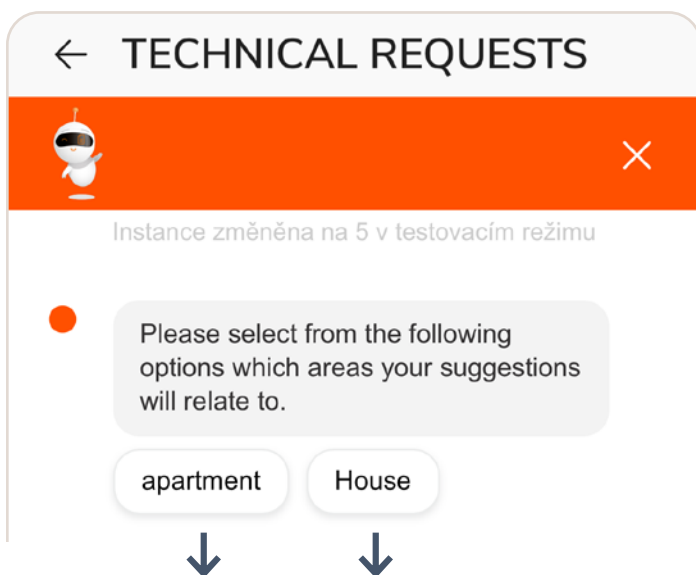 TECHNICAL REQUESTS
Instance změněna na 5 v testovacím režimu
Please select from the following
options which areas your suggestions
will relate to.
apartment House